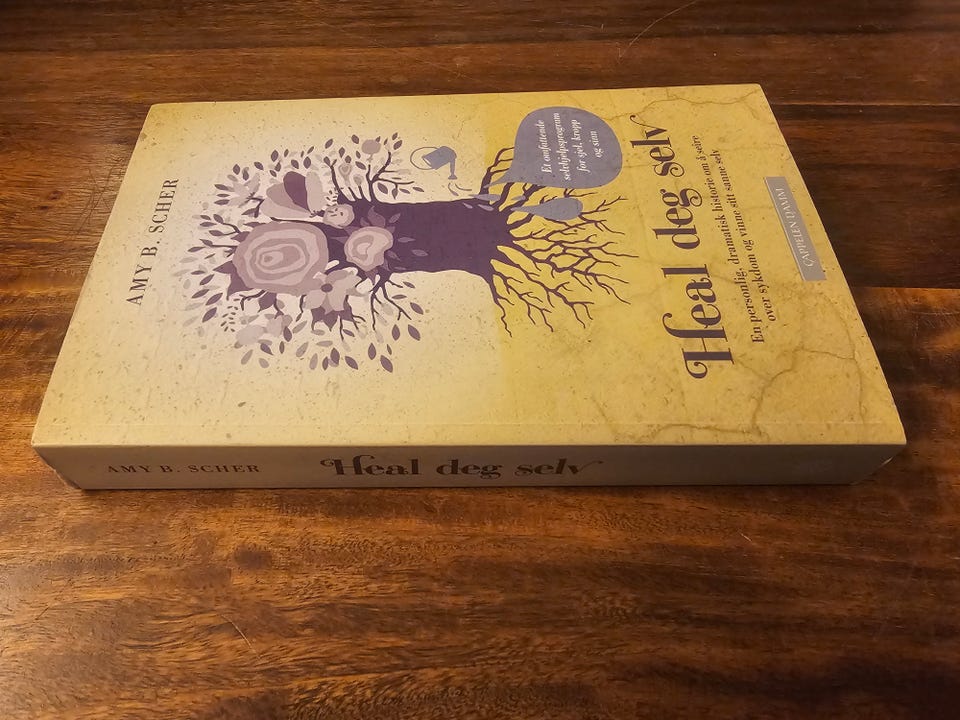 AMY B. SCHER
Et omfattende
selvhjelpsprogram
for sjel, kropp
og sinn
Heal deg selv
En personlig, dramatisk historie om å seire
over sykdom og vinne sitt sanne selv
CAPPELEN DAMM
AMY B. SCHER
Heal deg selv